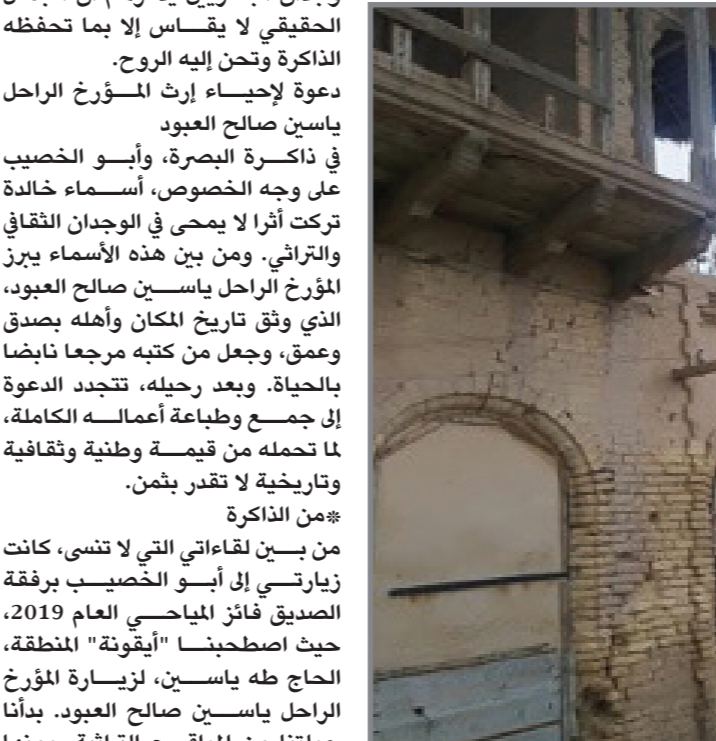 الحقيقي لا يقاس إلا بما تحفظه
الذاكرة وتحن إليه الروح.
دعوة لإحياء إرث المؤرخ الراحل
ياسين صالح العبود
في ذاكرة البصرة، وأبو الخصيب
على وجه الخصوص، أسماء خالدة
تركت أثرا لا يمحى في الوجدان الثقافي
والتراثي. ومن بين هذه الأسماء يبرز
المؤرخ الراحل ياسين صالح العبود،
الذي وثق تاريخ المكان وأهله بصدق
وعمق، وجعل من كتبه مرجعا نابضا
بالحياة. وبعد رحيله، تتجدد الدعوة
إلى جمع وطباعة أعماله الكاملة،
لما تحمله من قيمة وطنية وثقافية
وتاريخية لا تقدر بثمن.
*من الذاكرة
من بين لقاءاتي التي لا تنسى، كانت
زيارتي إلى أبو الخصيب برفقة
الصديق فائز المياحي العام 2019،
حيث اصطحبنا "أيقونة" المنطقة،
الحاج طه ياسين، لزيارة المؤرخ
الراحل ياسين صالح العبود. بدأنا